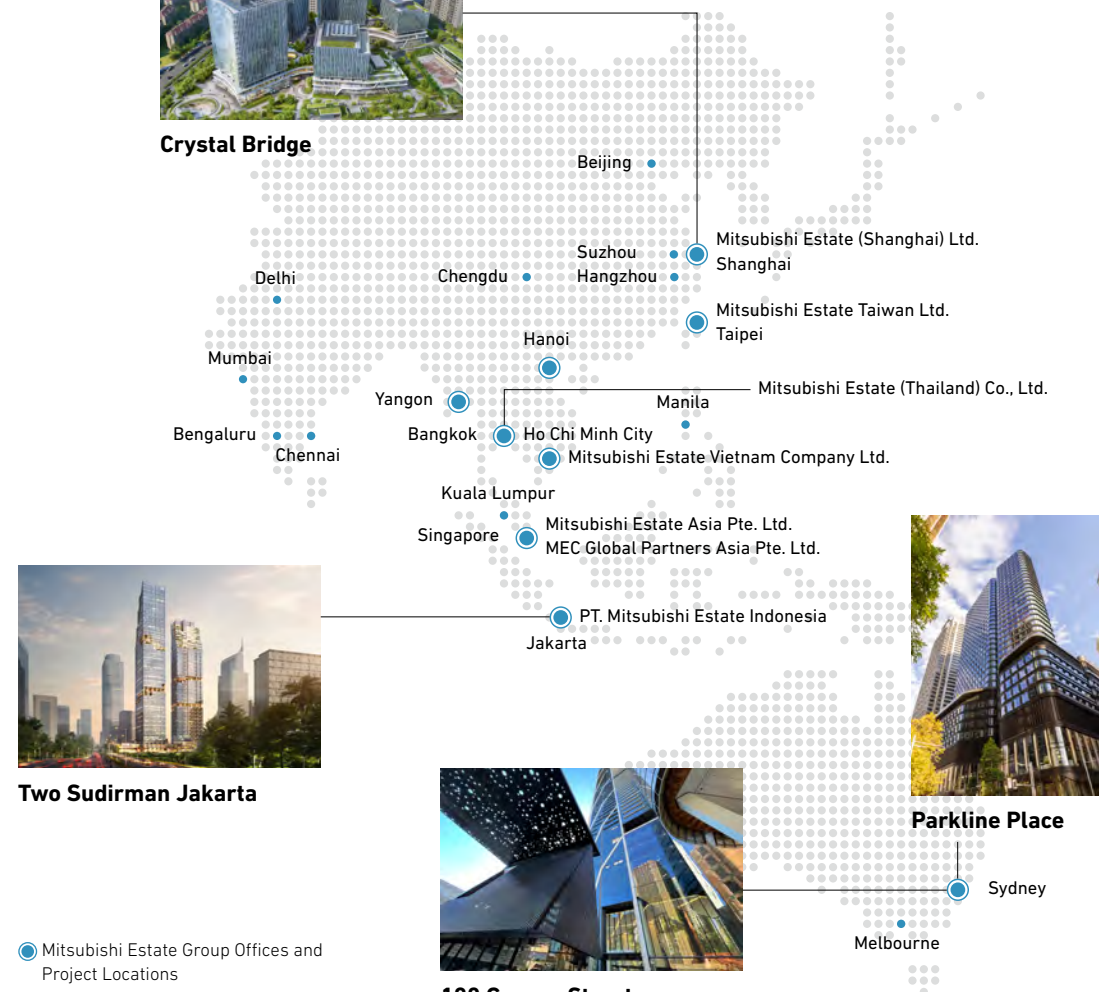 Crystal Bridge
Beijing
Mitsubishi Estate (Shanghai) Ltd.
Shanghai
Suzhou
Hangzhou
Chengdu
Delhi
Mitsubishi Estate Taiwan Ltd.
Taipei
Hanoi
Mumbai
Mitsubishi Estate (Thailand) Co., Ltd.
Yangon
Manila
Bengaluru
Chennai
Bangkok
Ho Chi Minh City
Mitsubishi Estate Vietnam Company Ltd.
Kuala Lumpur
Singapore
Mitsubishi Estate Asia Pte. Ltd.
MEC Global Partners Asia Pte. Ltd.
PT. Mitsubishi Estate Indonesia
Jakarta
Two Sudirman Jakarta
Parkline Place
Sydney
Melbourne
Mitsubishi Estate Group Offices and
Project Locations